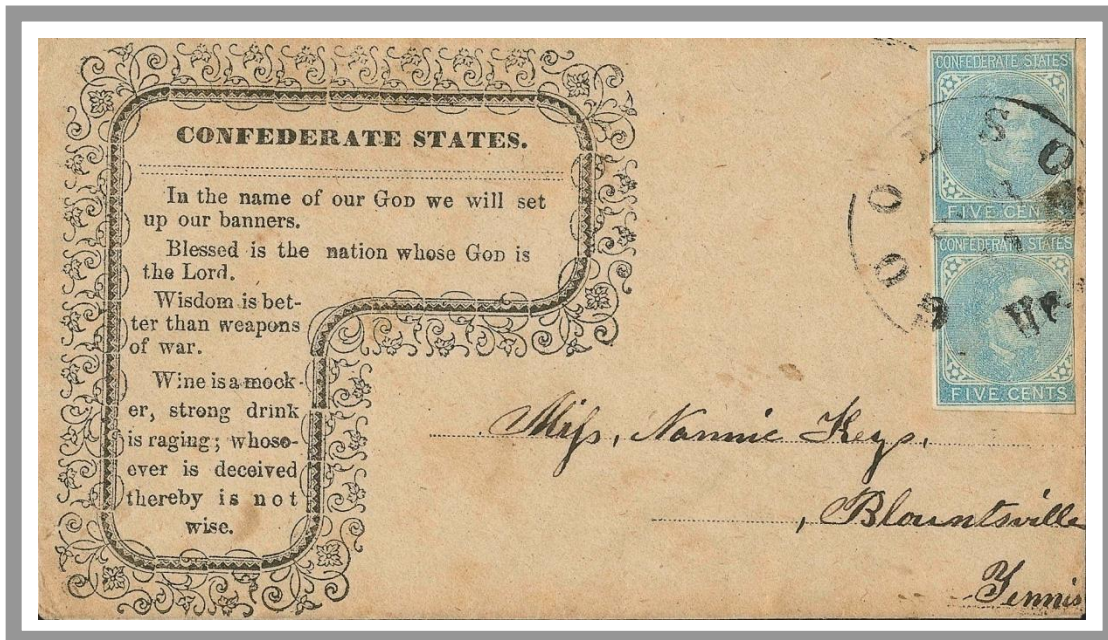 CONFEDERATE STATES.
In the name of our GOD we will set
up our banners.
Blessed is the nation whose GOD is
the Lord.
Wisdom is bet-
ter than weapons
of war.
Wine is a mock-
er, strong drink
is raging; whoso-
ever is deceived
thereby is not
wise.
CONFEDERATE STATES
FIVE CENTS
CONFEDERATE STATES
FIVE CENTS
GOODSO
Miss, Nannie Keys,
, Blountsville
Tennis